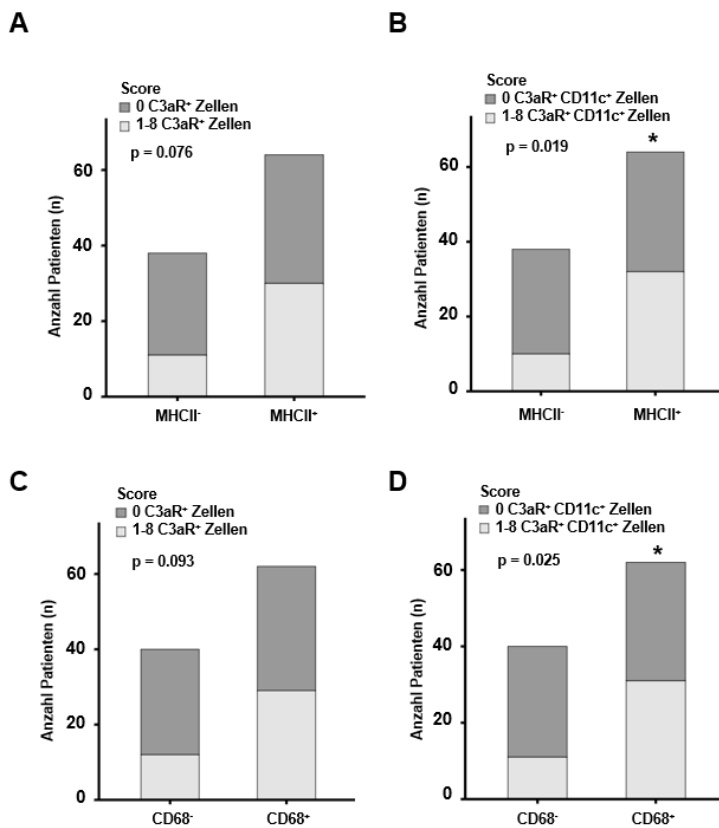 A
Score
0 C3aR⁺ Zellen
1-8 C3aR⁺ Zellen
p = 0.076
Anzahl Patienten (n)
60
40
20
0
MHCII⁻
MHCII⁺
B
Score
0 C3aR⁺ CD11c⁺ Zellen
1-8 C3aR⁺ CD11c⁺ Zellen
p = 0.019
*
Anzahl Patienten (n)
60
40
20
0
MHCII⁻
MHCII⁺
C
Score
0 C3aR⁺ Zellen
1-8 C3aR⁺ Zellen
p = 0.093
Anzahl Patienten (n)
60
40
20
0
CD68⁻
CD68⁺
D
Score
0 C3aR⁺ CD11c⁺ Zellen
1-8 C3aR⁺ CD11c⁺ Zellen
p = 0.025
*
Anzahl Patienten (n)
60
40
20
0
CD68⁻
CD68⁺